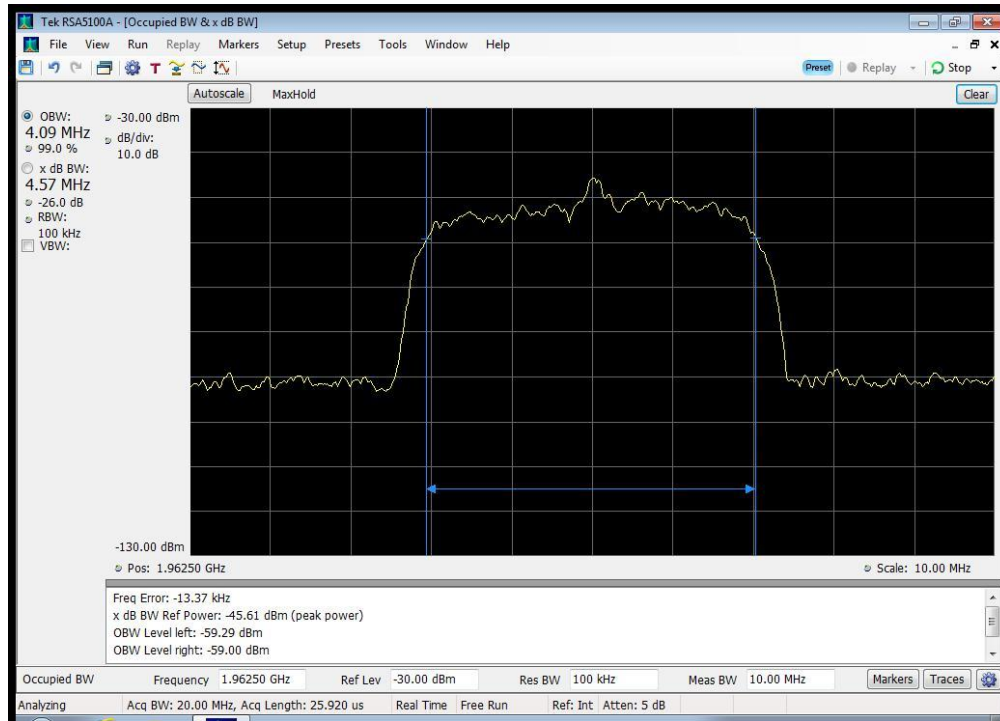 Tek RSA5100A - [Occupied BW & x dB BW]
File View Run Replay Markers Setup Presets Tools Window Help
T Preset Replay Stop
Autoscale MaxHold Clear
OBW:
4.09 MHz
99.0 %
x dB BW:
4.57 MHz
-26.0 dB
RBW:
100 kHz
VBW:
-30.00 dBm
dB/div:
10.0 dB
-130.00 dBm
Pos: 1.96250 GHz Scale: 10.00 MHz
Freq Error: -13.37 kHz
x dB BW Ref Power: -45.61 dBm (peak power)
OBW Level left: -59.29 dBm
OBW Level right: -59.00 dBm
Occupied BW Frequency 1.96250 GHz Ref Lev -30.00 dBm Res BW 100 kHz Meas BW 10.00 MHz Markers Traces
Analyzing Acq BW: 20.00 MHz, Acq Length: 25.920 us Real Time Free Run Ref: Int Atten: 5 dB